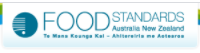 FOOD STANDARDS
Australia New Zealand
Te Mana Kounga Kai – Ahitereiria me Aotearoa